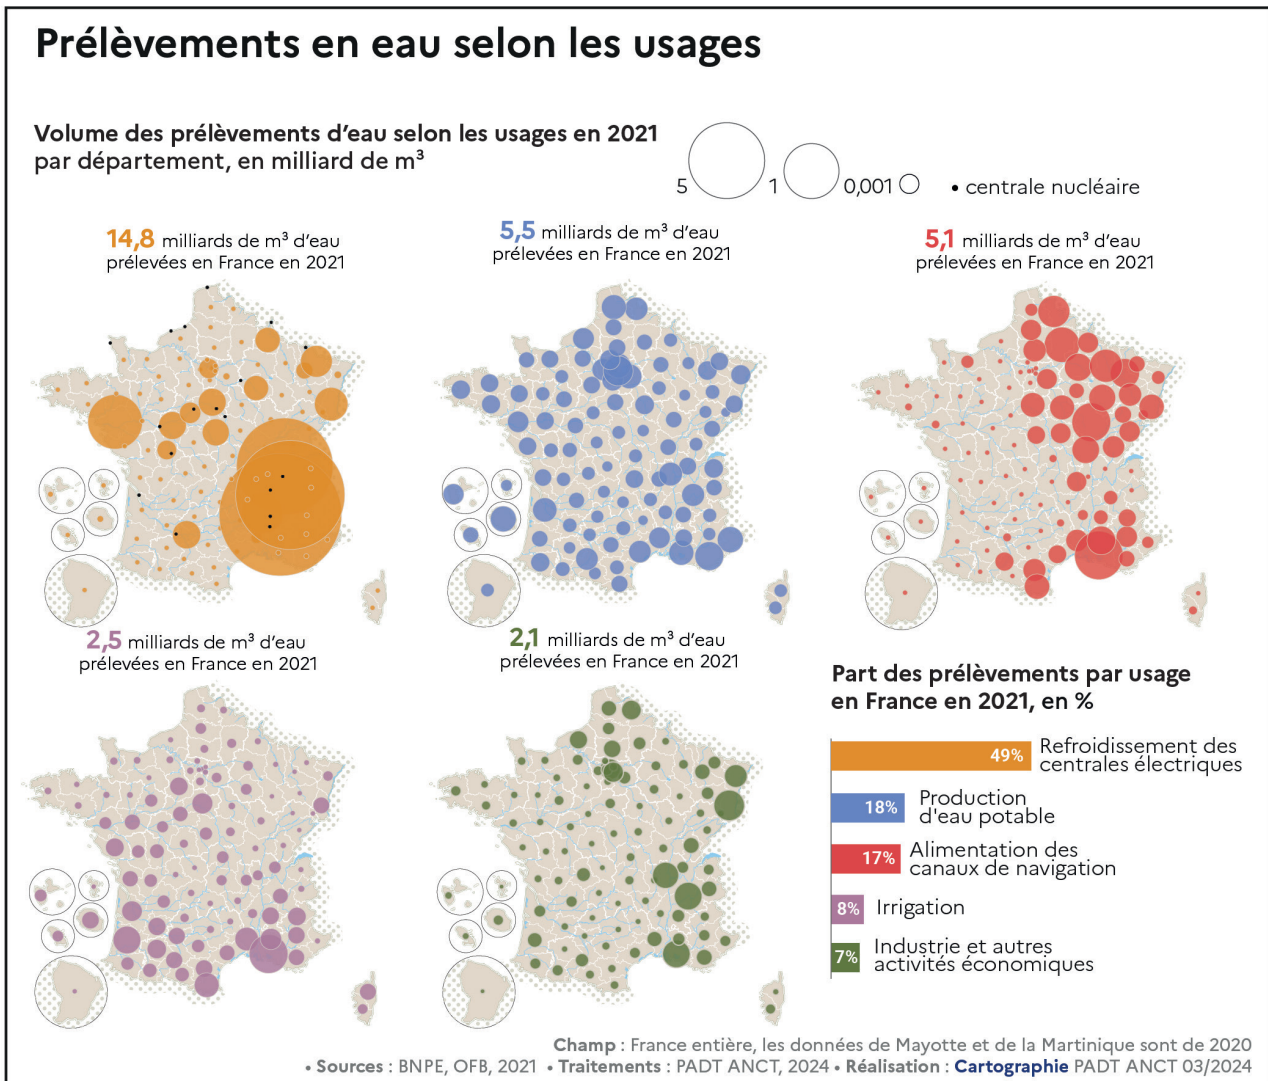 Prélèvements en eau selon les usages
Volume des prélèvements d'eau selon les usages en 2021
par département, en milliard de m³
5
1
0,001
• centrale nucléaire
14,8 milliards de m³ d'eau
prélevées en France en 2021
5,5 milliards de m³ d'eau
prélevées en France en 2021
5,1 milliards de m³ d'eau
prélevées en France en 2021
2,5 milliards de m³ d'eau
prélevées en France en 2021
2,1 milliards de m³ d'eau
prélevées en France en 2021
Part des prélèvements par usage
en France en 2021, en %
49% Refroidissement des
centrales électriques
18% Production
d'eau potable
17% Alimentation des
canaux de navigation
8% Irrigation
7% Industrie et autres
activités économiques
Champ : France entière, les données de Mayotte et de la Martinique sont de 2020
• Sources : BNPE, OFB, 2021 • Traitements : PADT ANCT, 2024 • Réalisation : Cartographie PADT ANCT 03/2024